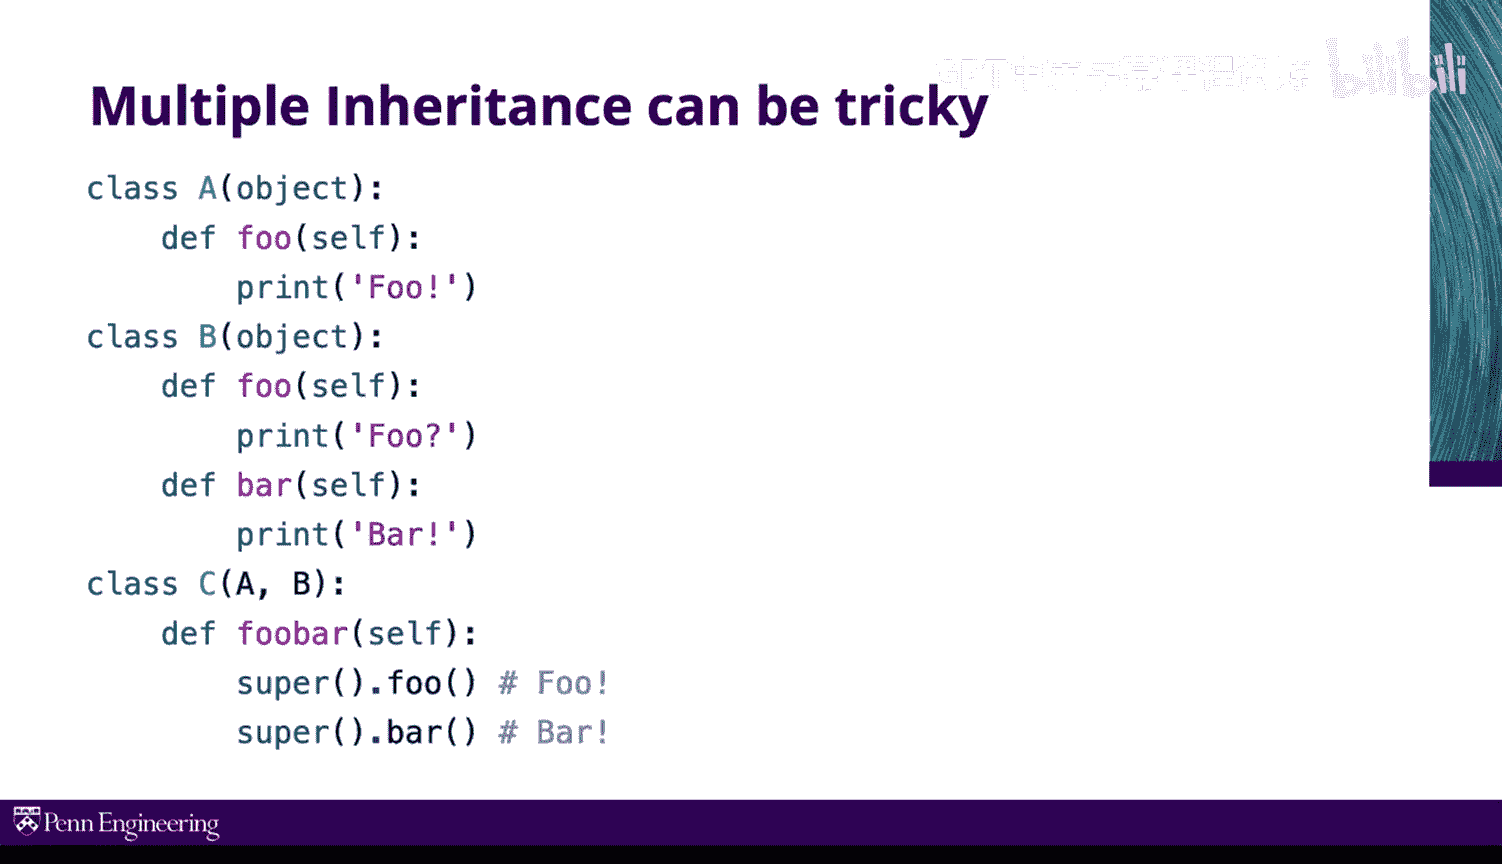 Multiple Inheritance can be tricky
bilibili
class A(object):
    def foo(self):
        print('Foo!')
class B(object):
    def foo(self):
        print('Foo?')
    def bar(self):
        print('Bar!')
class C(A, B):
    def foobar(self):
        super().foo() # Foo!
        super().bar() # Bar!
Penn Engineering